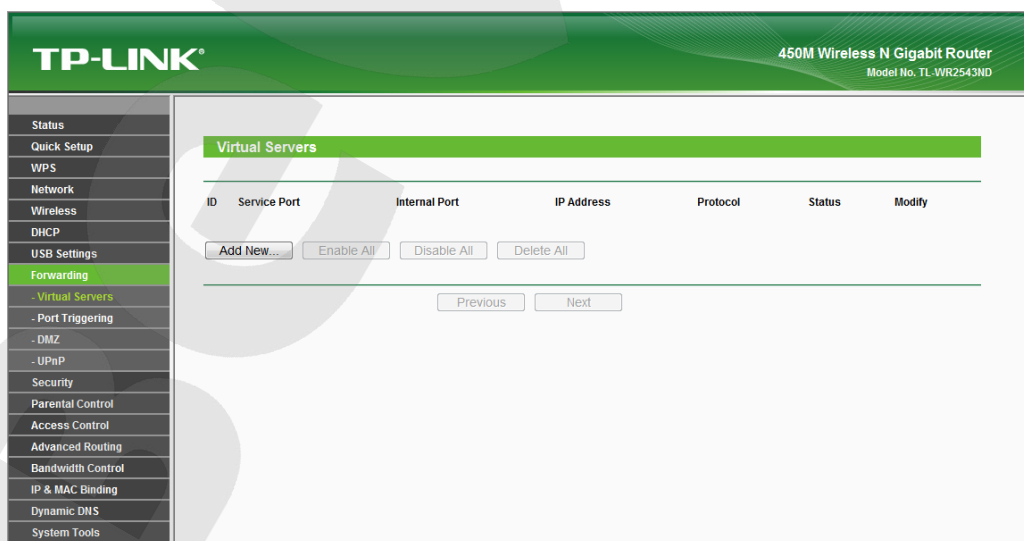 TP-LINK®
450M Wireless N Gigabit Router
Model No. TL-WR2543ND
Status
Quick Setup
WPS
Network
Wireless
DHCP
USB Settings
Forwarding
- Virtual Servers
- Port Triggering
- DMZ
- UPnP
Security
Parental Control
Access Control
Advanced Routing
Bandwidth Control
IP & MAC Binding
Dynamic DNS
System Tools
Virtual Servers
ID Service Port Internal Port IP Address Protocol Status Modify
Add New... Enable All Disable All Delete All
Previous Next